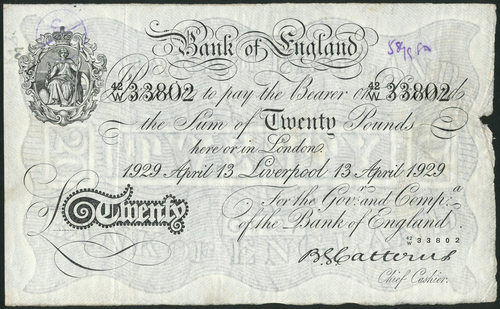 Bank of England
42/W 33802 to pay the Bearer on Demand 42/W 33802
the Sum of Twenty Pounds
here or in London.
1929 April 13 Liverpool 13 April 1929
For the Govr. and Compa.
of the Bank of England.
£ Twenty
42/W 33802
B G Catterns
Chief Cashier.